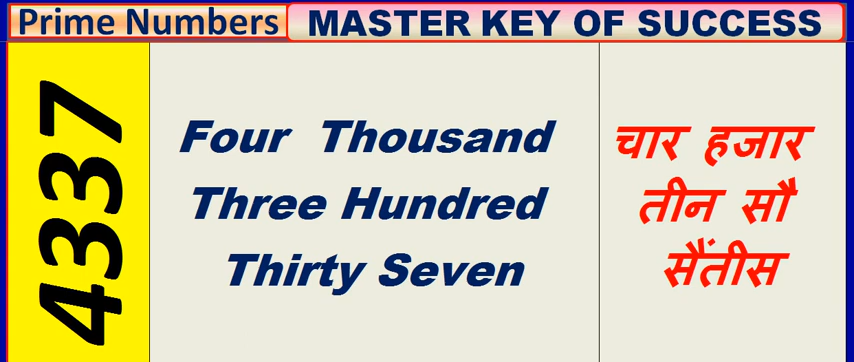 Prime Numbers MASTER KEY OF SUCCESS
4337
Four Thousand
Three Hundred
Thirty Seven
चार हजार
तीन सौ
सैंतीस